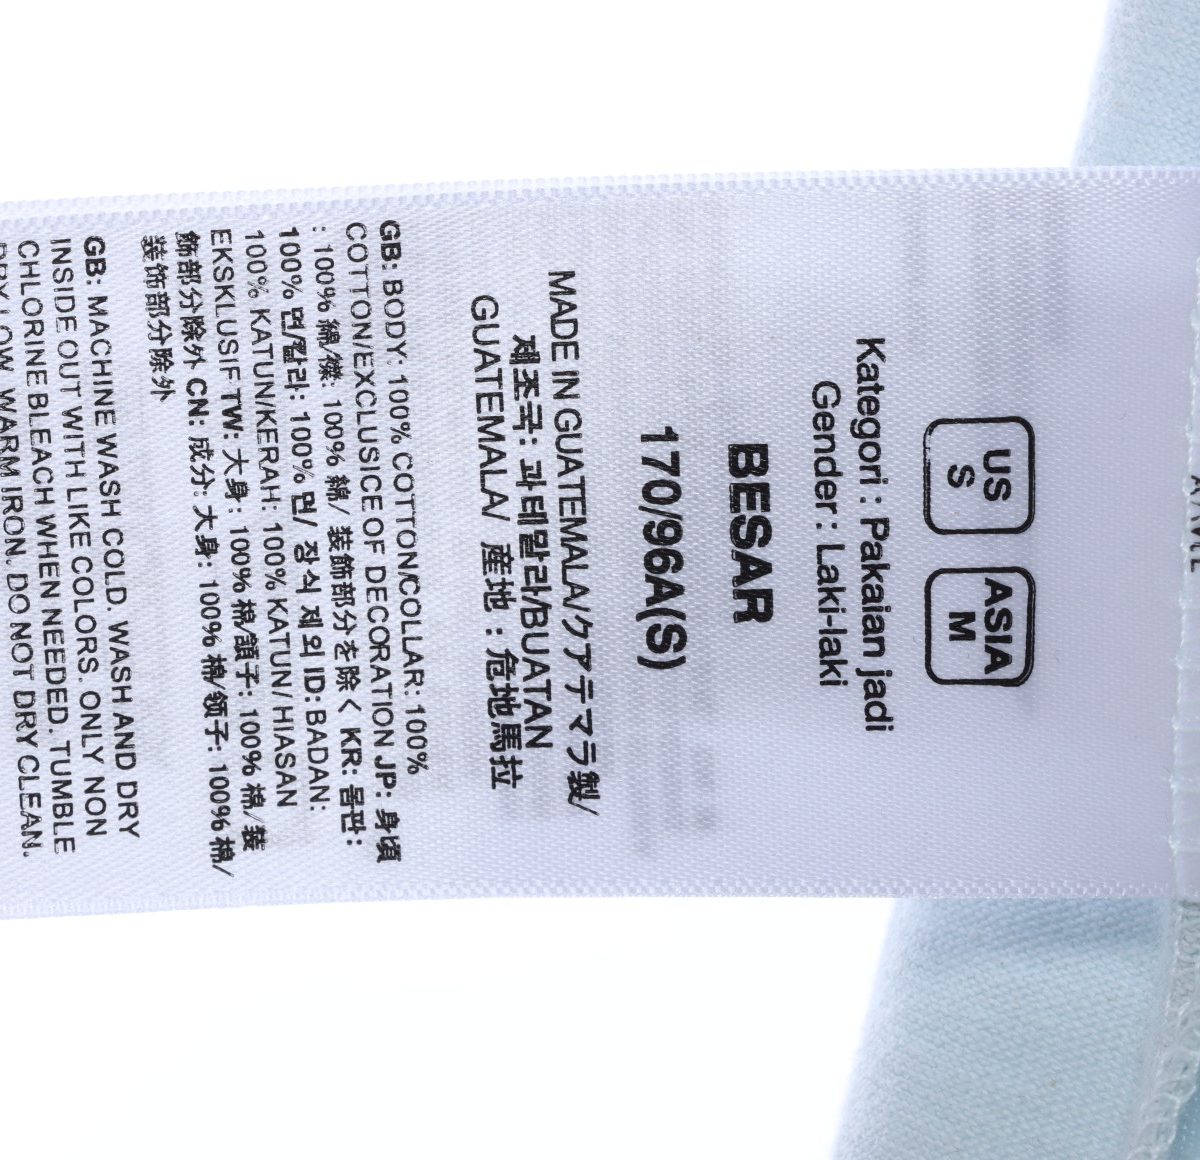 US
S
ASIA
M
Kategori : Pakaian jadi
Gender : Laki-laki
BESAR
170/96A(S)
MADE IN GUATEMALA/クアテマラ製/
제조국: 과테말라/BUATAN
GUATEMALA/ 産地 : 危地馬拉
GB: BODY: 100% COTTON/COLLAR: 100%
COTTON/EXCLUSICE OF DECORATION JP: 身頃
: 100% 綿/襟: 100% 綿/ 装飾部分を除く KR: 몸판 :
100% 면/칼라: 100% 면/ 장식 제외 ID: BADAN:
100% KATUN/KERAH: 100% KATUN/ HIASAN
EKSKLUSIF TW: 大身 : 100% 棉/領子: 100% 棉/ 裝
飾部分除外 CN: 成分: 大身: 100% 棉/领子: 100% 棉/
装饰部分除外
GB: MACHINE WASH COLD. WASH AND DRY
INSIDE OUT WITH LIKE COLORS. ONLY NON
CHLORINE BLEACH WHEN NEEDED. TUMBLE
DRY LOW. WARM IRON. DO NOT DRY CLEAN.